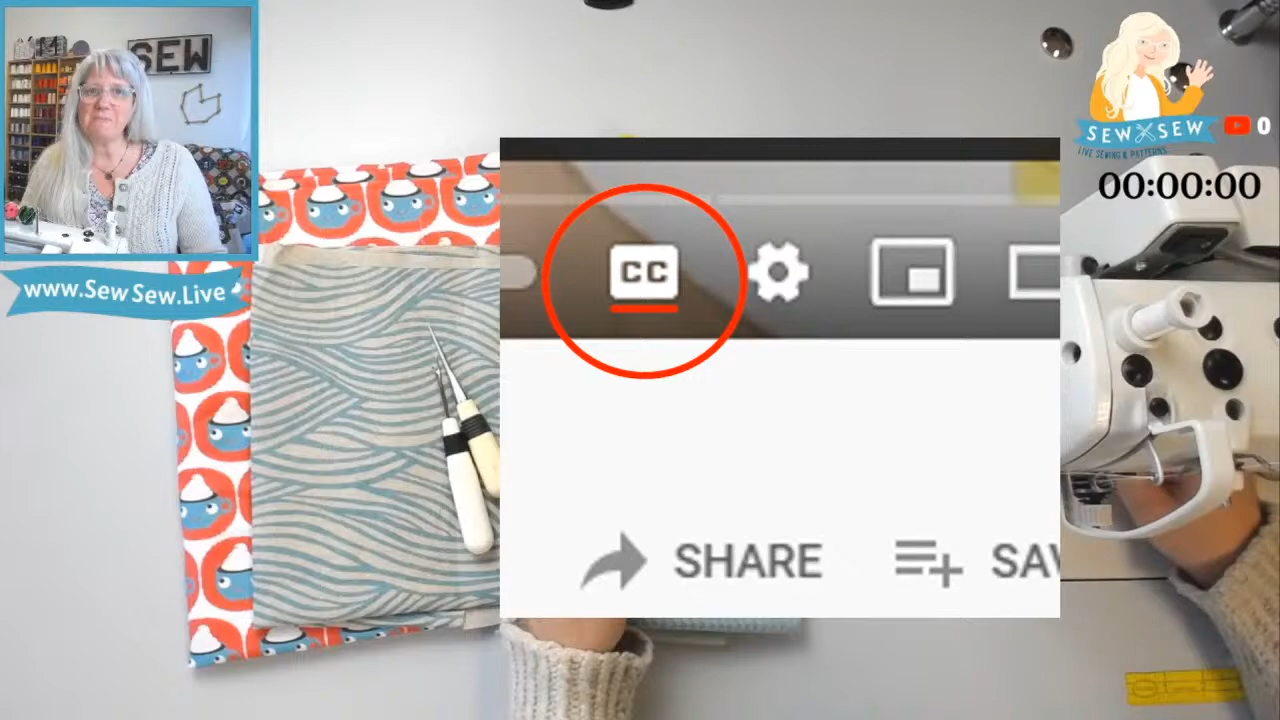 SEW
www.SewSew.Live
CC
SHARE
SAV
SEW SEW
LIVE SEWING & PATTERNS
0
00:00:00